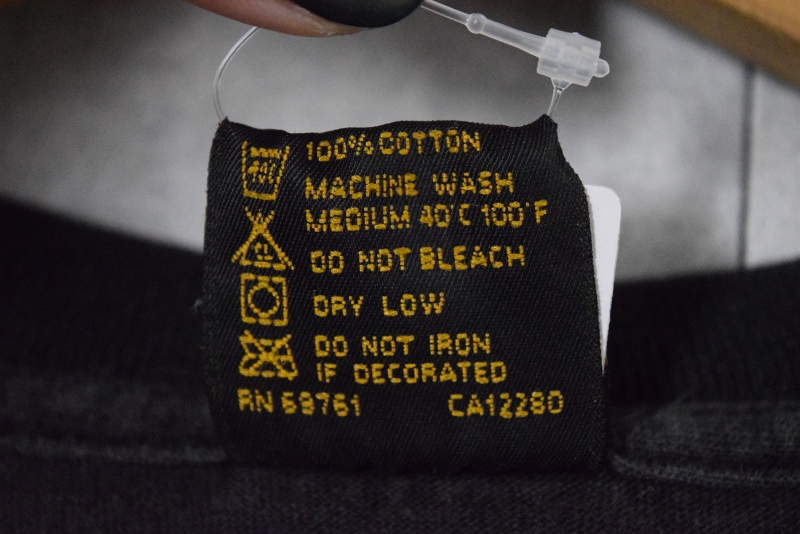 100% COTTON
MACHINE WASH
MEDIUM 40°C 100°F
DO NOT BLEACH
DRY LOW
DO NOT IRON
IF DECORATED
RN 69761 CA12280